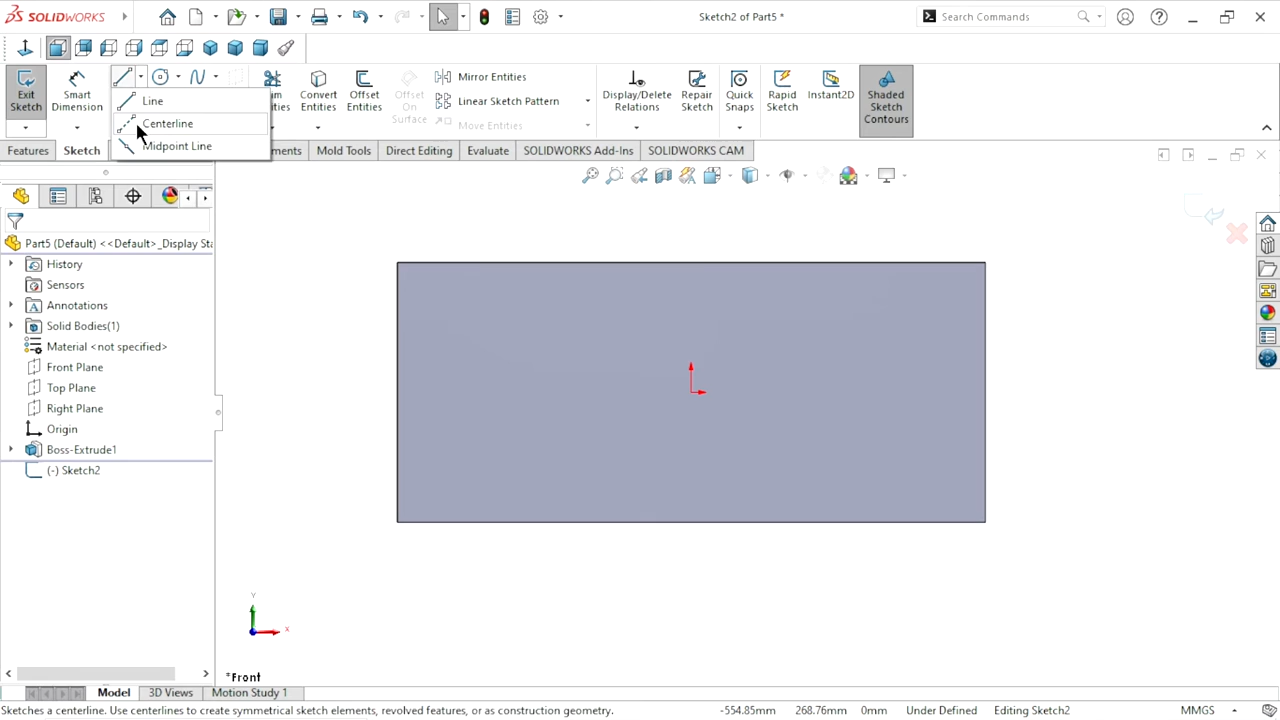 SOLIDWORKS
Sketch2 of Part5 *
Search Commands
Exit Sketch
Smart Dimension
Line
Centerline
Midpoint Line
Convert Entities
Offset Entities
Offset On Surface
Mirror Entities
Linear Sketch Pattern
Move Entities
Display/Delete Relations
Repair Sketch
Quick Snaps
Rapid Sketch
Instant2D
Shaded Sketch Contours
Features
Sketch
Mold Tools
Direct Editing
Evaluate
SOLIDWORKS Add-Ins
SOLIDWORKS CAM
Part5 (Default) <<Default>_Display Sta
History
Sensors
Annotations
Solid Bodies(1)
Material <not specified>
Front Plane
Top Plane
Right Plane
Origin
Boss-Extrude1
(-) Sketch2
Y
X
*Front
Model
3D Views
Motion Study 1
Sketches a centerline. Use centerlines to create symmetrical sketch elements, revolved features, or as construction geometry.
-554.85mm
268.76mm
0mm
Under Defined
Editing Sketch2
MMGS